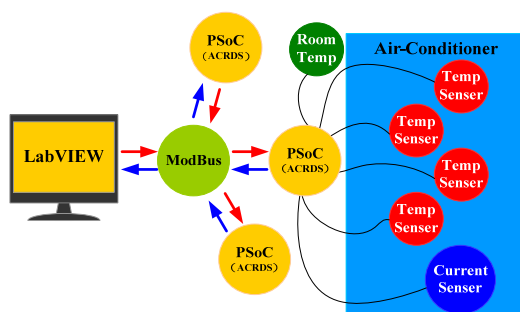 PSoC
(ACRDS)
Room
Temp
Air-Conditioner
Temp
Senser
Temp
Senser
LabVIEW
ModBus
PSoC
(ACRDS)
Temp
Senser
Temp
Senser
PSoC
(ACRDS)
Current
Senser